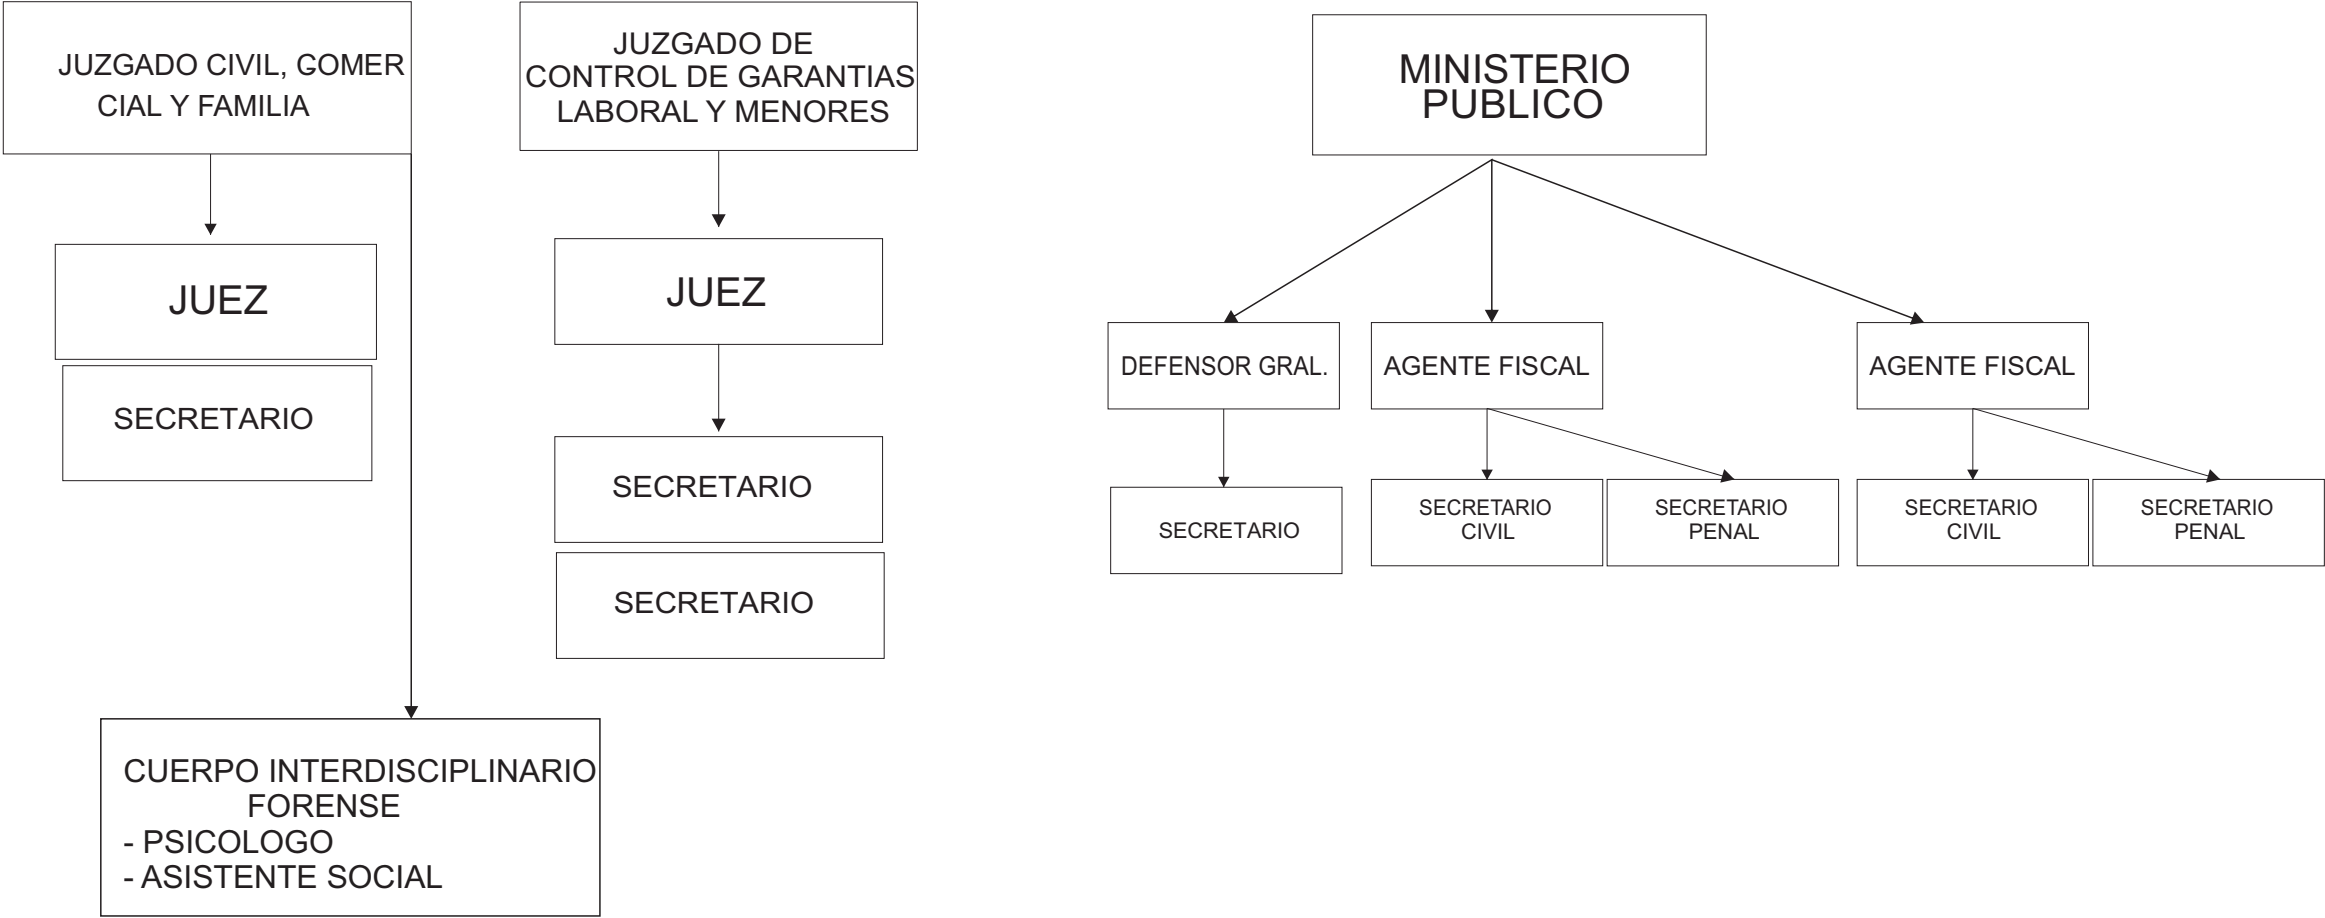 JUZGADO CIVIL, GOMER
CIAL Y FAMILIA
JUEZ
SECRETARIO
CUERPO INTERDISCIPLINARIO
FORENSE
- PSICOLOGO
- ASISTENTE SOCIAL
JUZGADO DE
CONTROL DE GARANTIAS
LABORAL Y MENORES
JUEZ
SECRETARIO
SECRETARIO
MINISTERIO
PUBLICO
DEFENSOR GRAL.
SECRETARIO
AGENTE FISCAL
SECRETARIO
CIVIL
SECRETARIO
PENAL
AGENTE FISCAL
SECRETARIO
CIVIL
SECRETARIO
PENAL